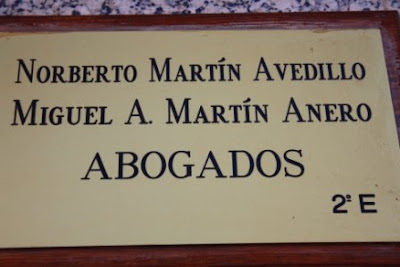 NORBERTO MARTÍN AVEDILLO
MIGUEL A. MARTÍN ANERO
ABOGADOS
2º E